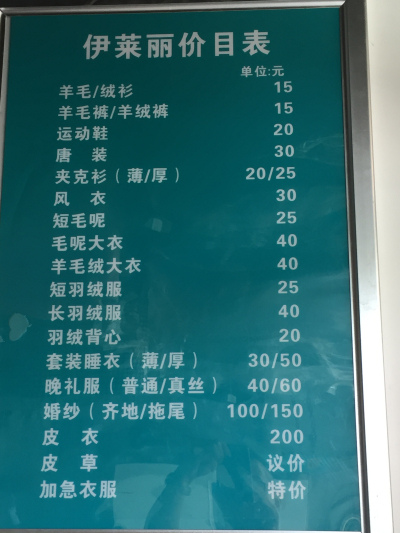 伊莱丽价目表
单位:元
羊毛/绒衫 15
羊毛裤/羊绒裤 15
运动鞋 20
唐 装 30
夹克衫(薄/厚) 20/25
风 衣 30
短毛呢 25
毛呢大衣 40
羊毛绒大衣 40
短羽绒服 25
长羽绒服 40
羽绒背心 20
套装睡衣(薄/厚) 30/50
晚礼服(普通/真丝) 40/60
婚纱(齐地/拖尾) 100/150
皮 衣 200
皮 草 议价
加急衣服 特价